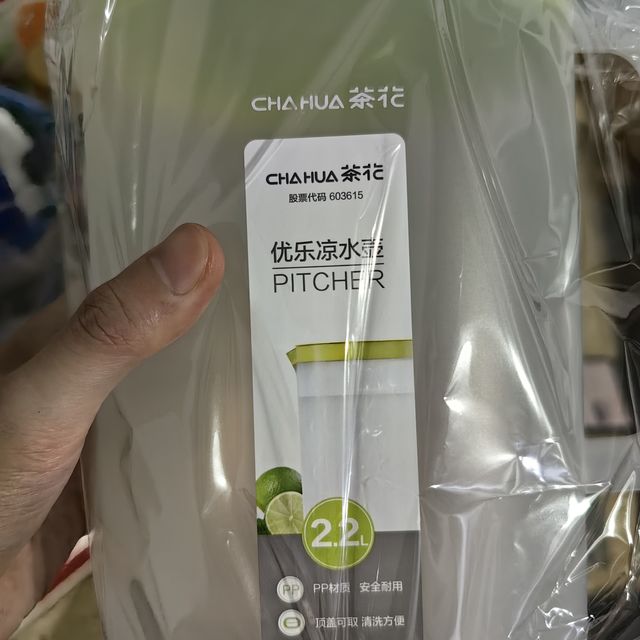 CHAHUA 茶花
CHAHUA 茶花
股票代码 603615
优乐凉水壶
PITCHER
2.2L
PP PP材质 安全耐用
顶盖可取 清洗方便